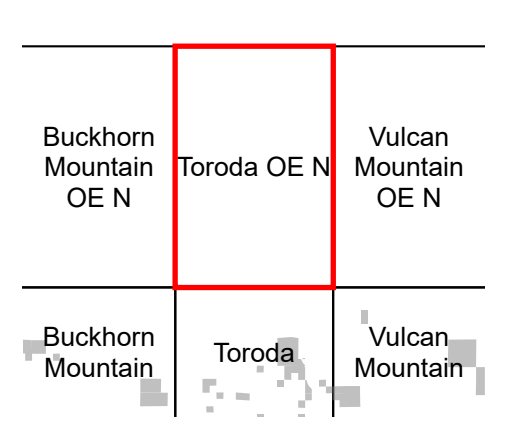 Buckhorn
Mountain
OE N
Toroda OE N
Vulcan
Mountain
OE N
Buckhorn
Mountain
Toroda
Vulcan
Mountain